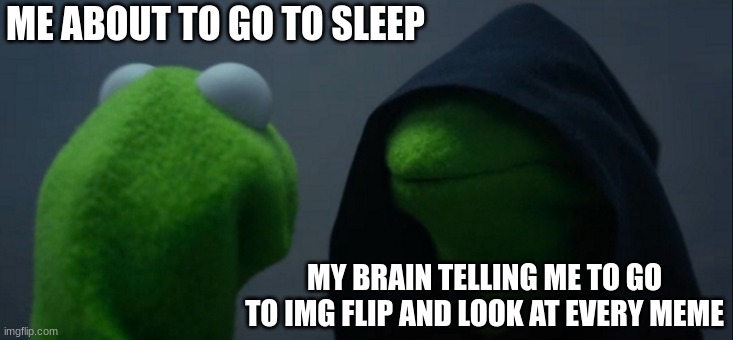 ME ABOUT TO GO TO SLEEP
MY BRAIN TELLING ME TO GO
TO IMG FLIP AND LOOK AT EVERY MEME
imgflip.com